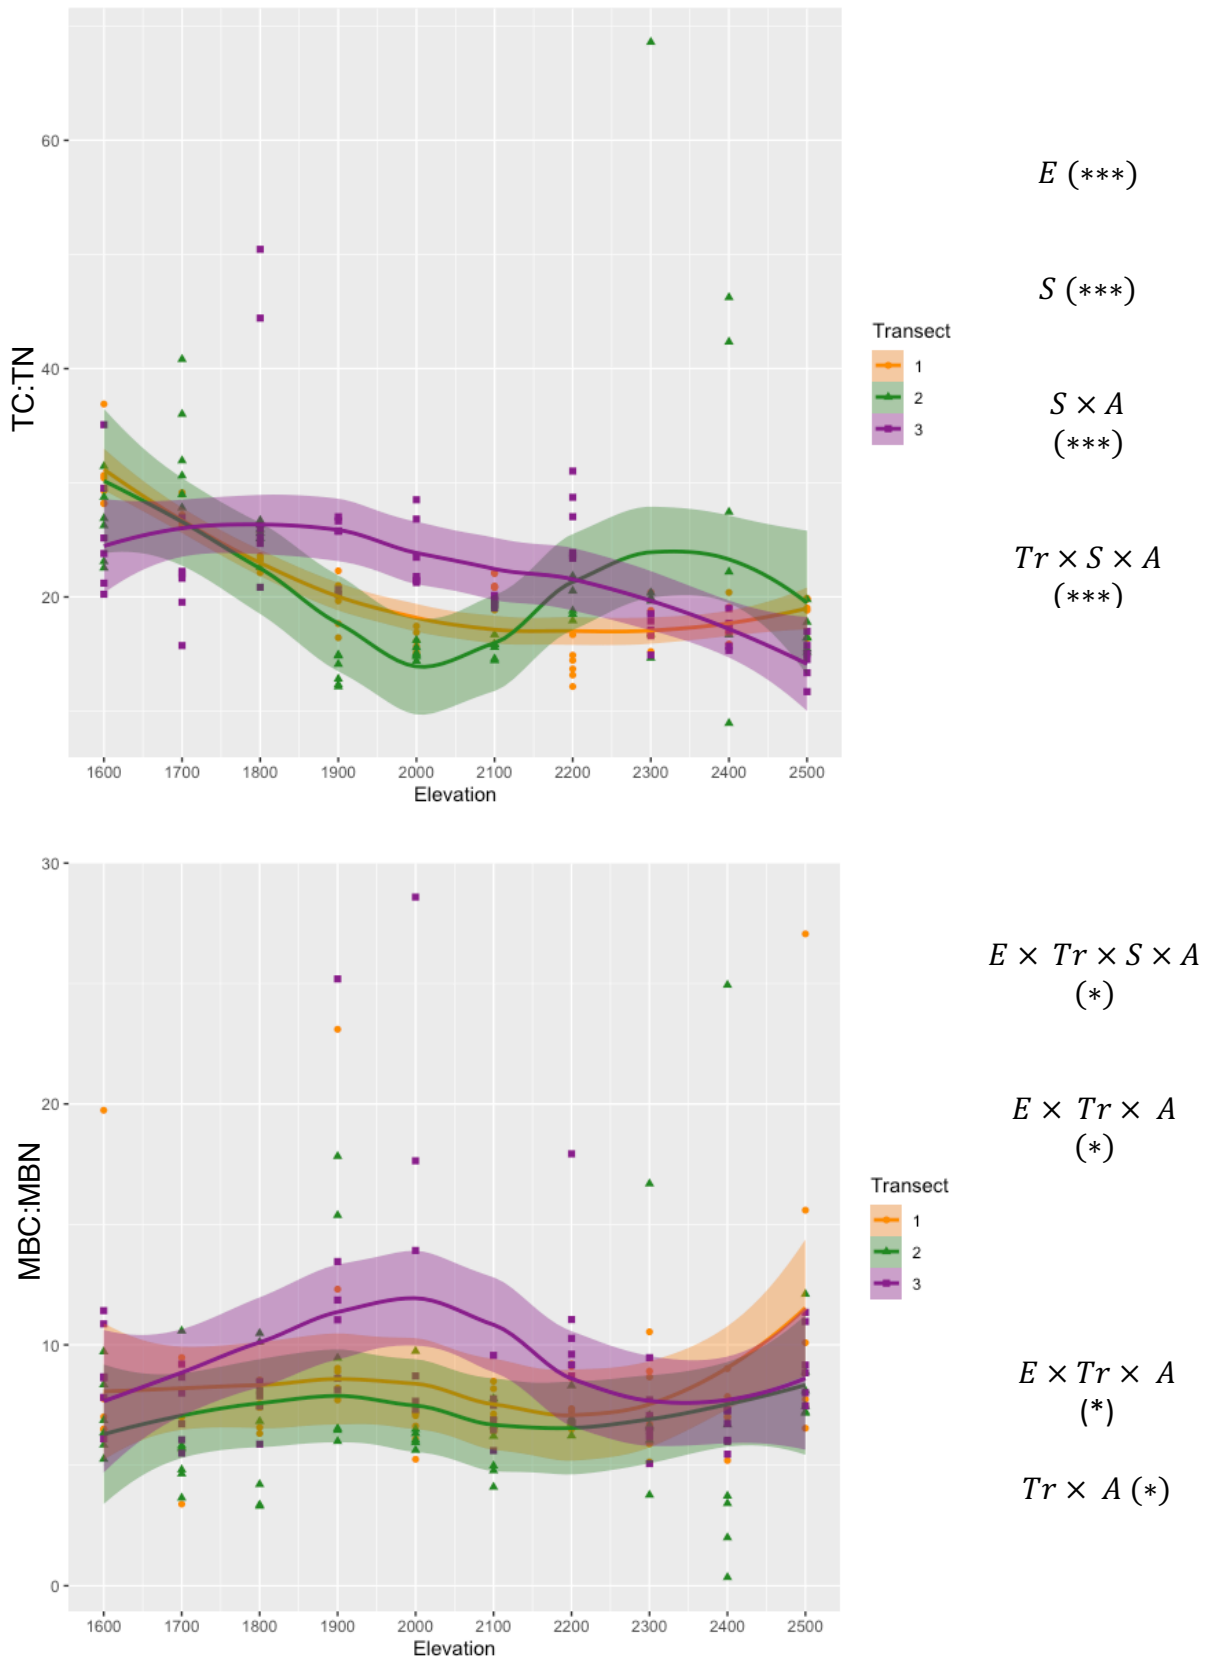 TC:TN
60
40
20
1600 1700 1800 1900 2000 2100 2200 2300 2400 2500
Elevation
Transect
1
2
3
E (∗∗∗)
S (∗∗∗)
S × A
(∗∗∗)
Tr × S × A
(∗∗∗)
MBC:MBN
30
20
10
0
1600 1700 1800 1900 2000 2100 2200 2300 2400 2500
Elevation
Transect
1
2
3
E × Tr × S × A
(∗)
E × Tr × A
(∗)
E × Tr × A
(*)
Tr × A (∗)